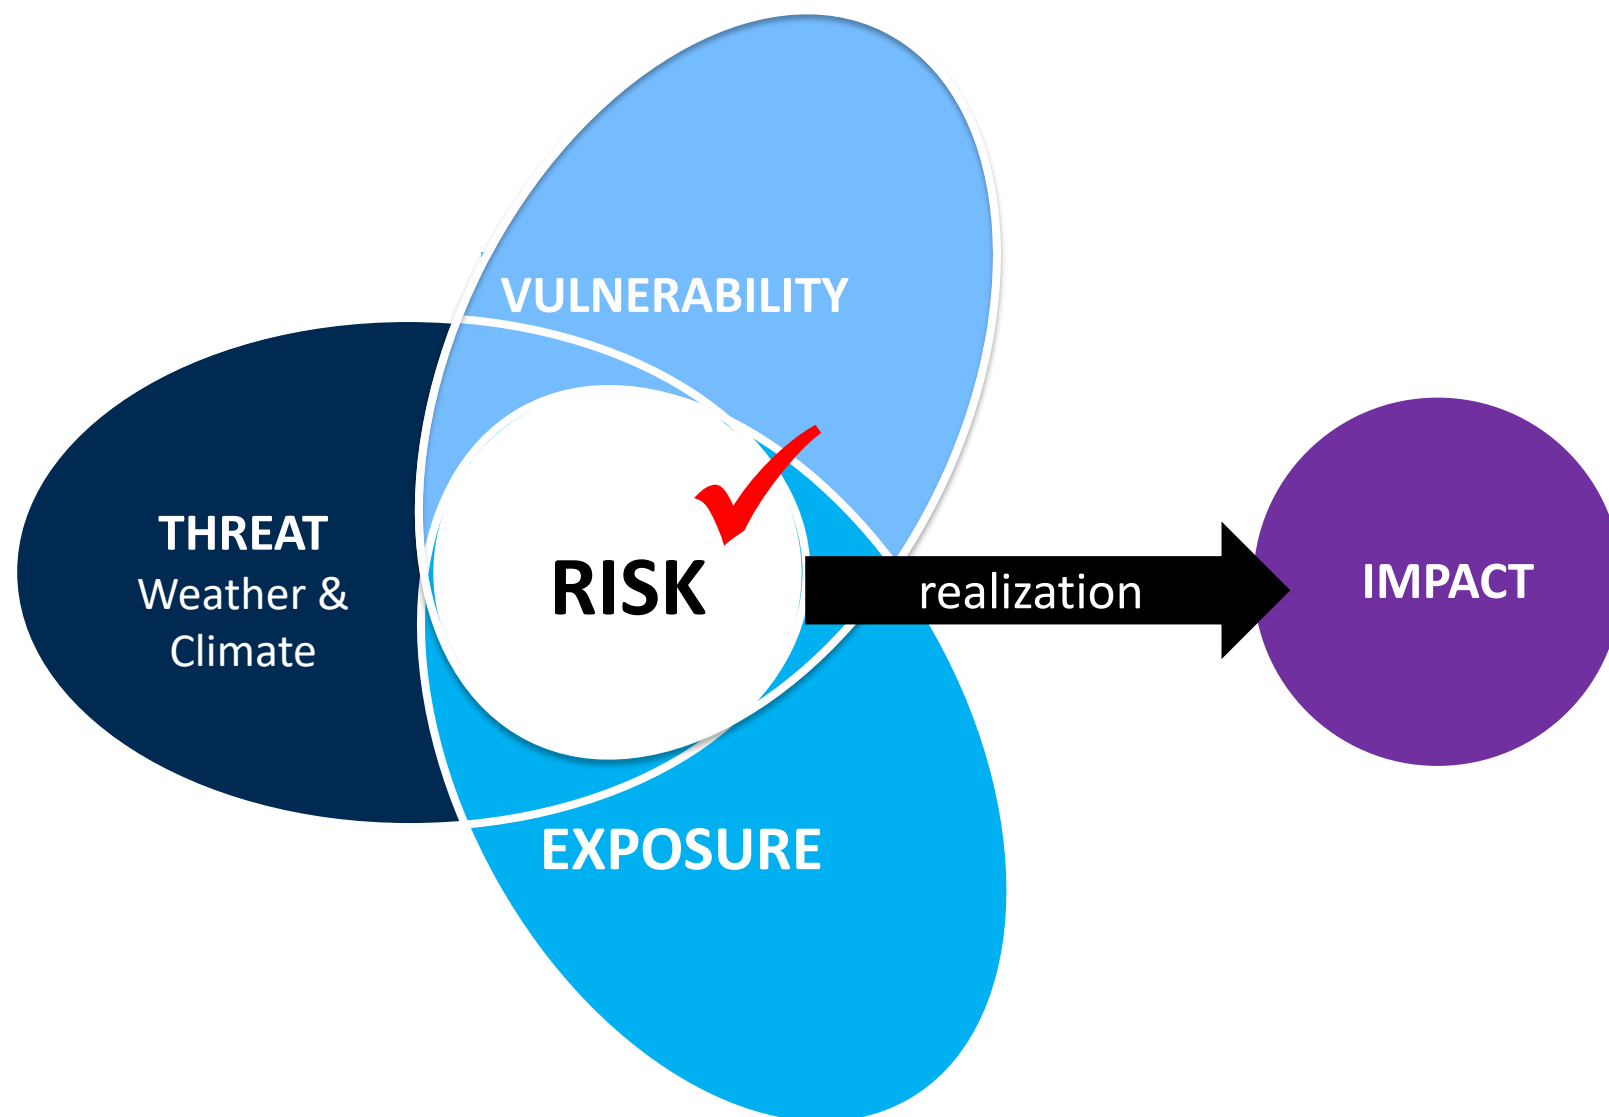 VULNERABILITY
THREAT
Weather &
Climate
RISK
realization
IMPACT
EXPOSURE